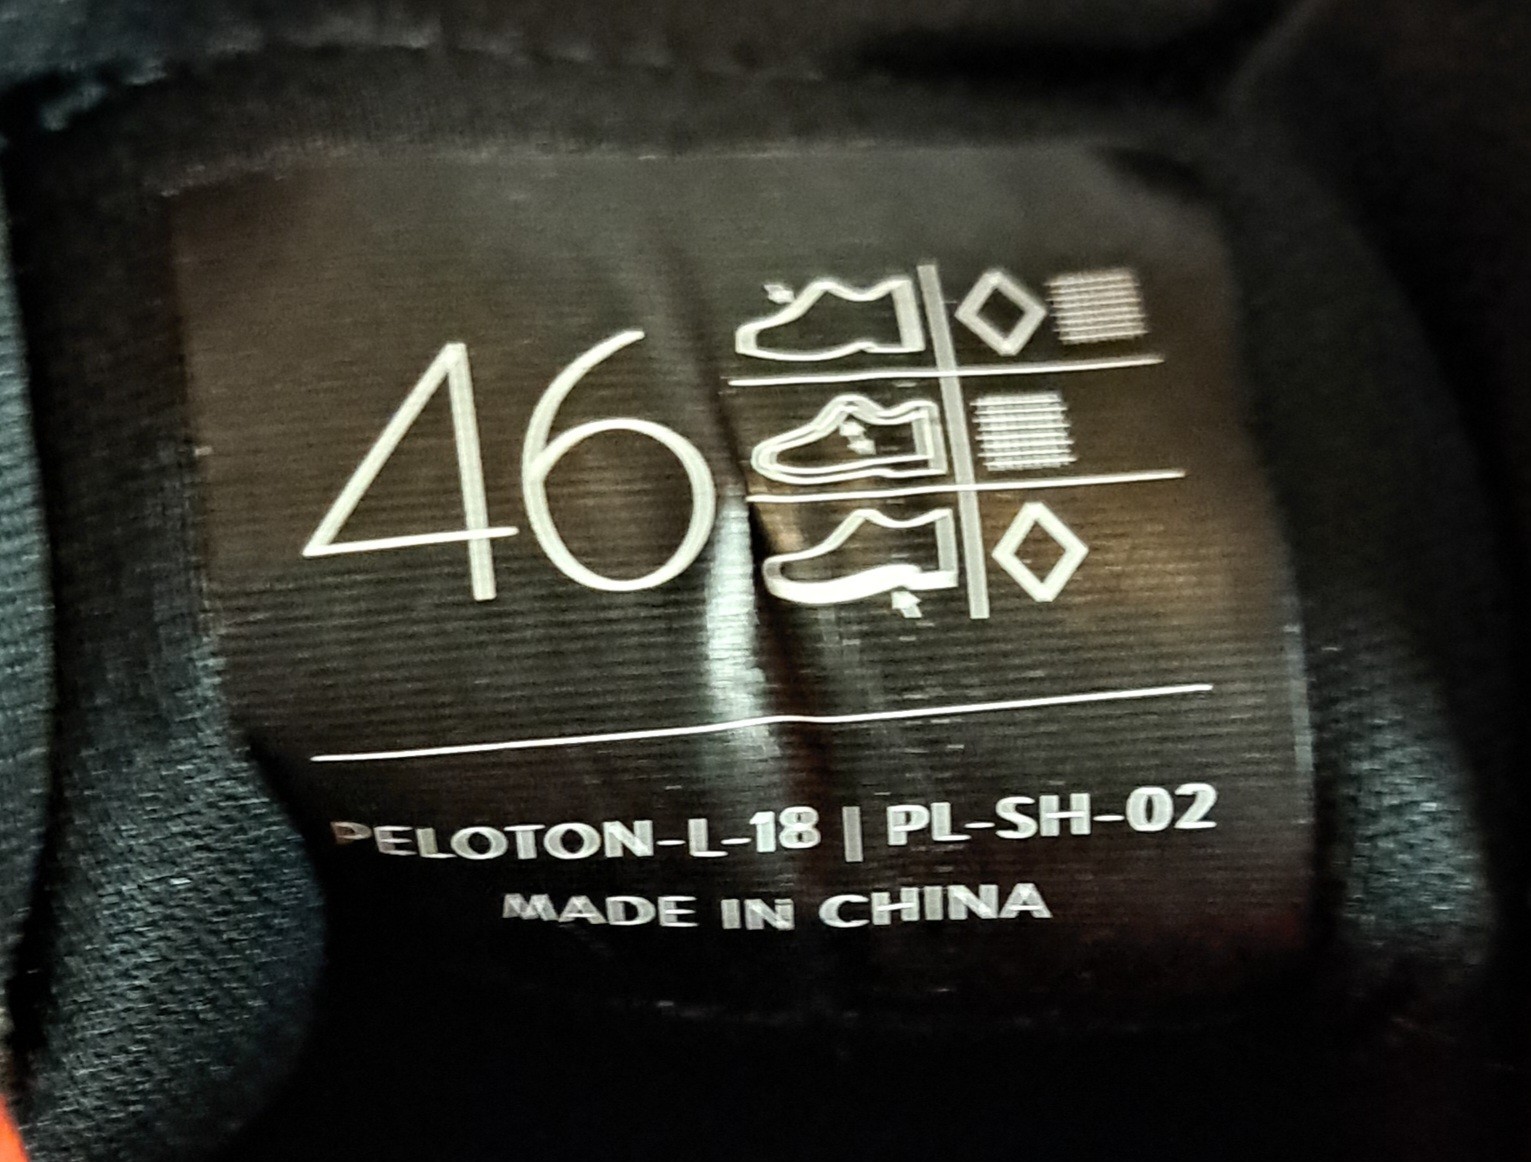 46
PELOTON-L-18 | PL-SH-02
MADE IN CHINA